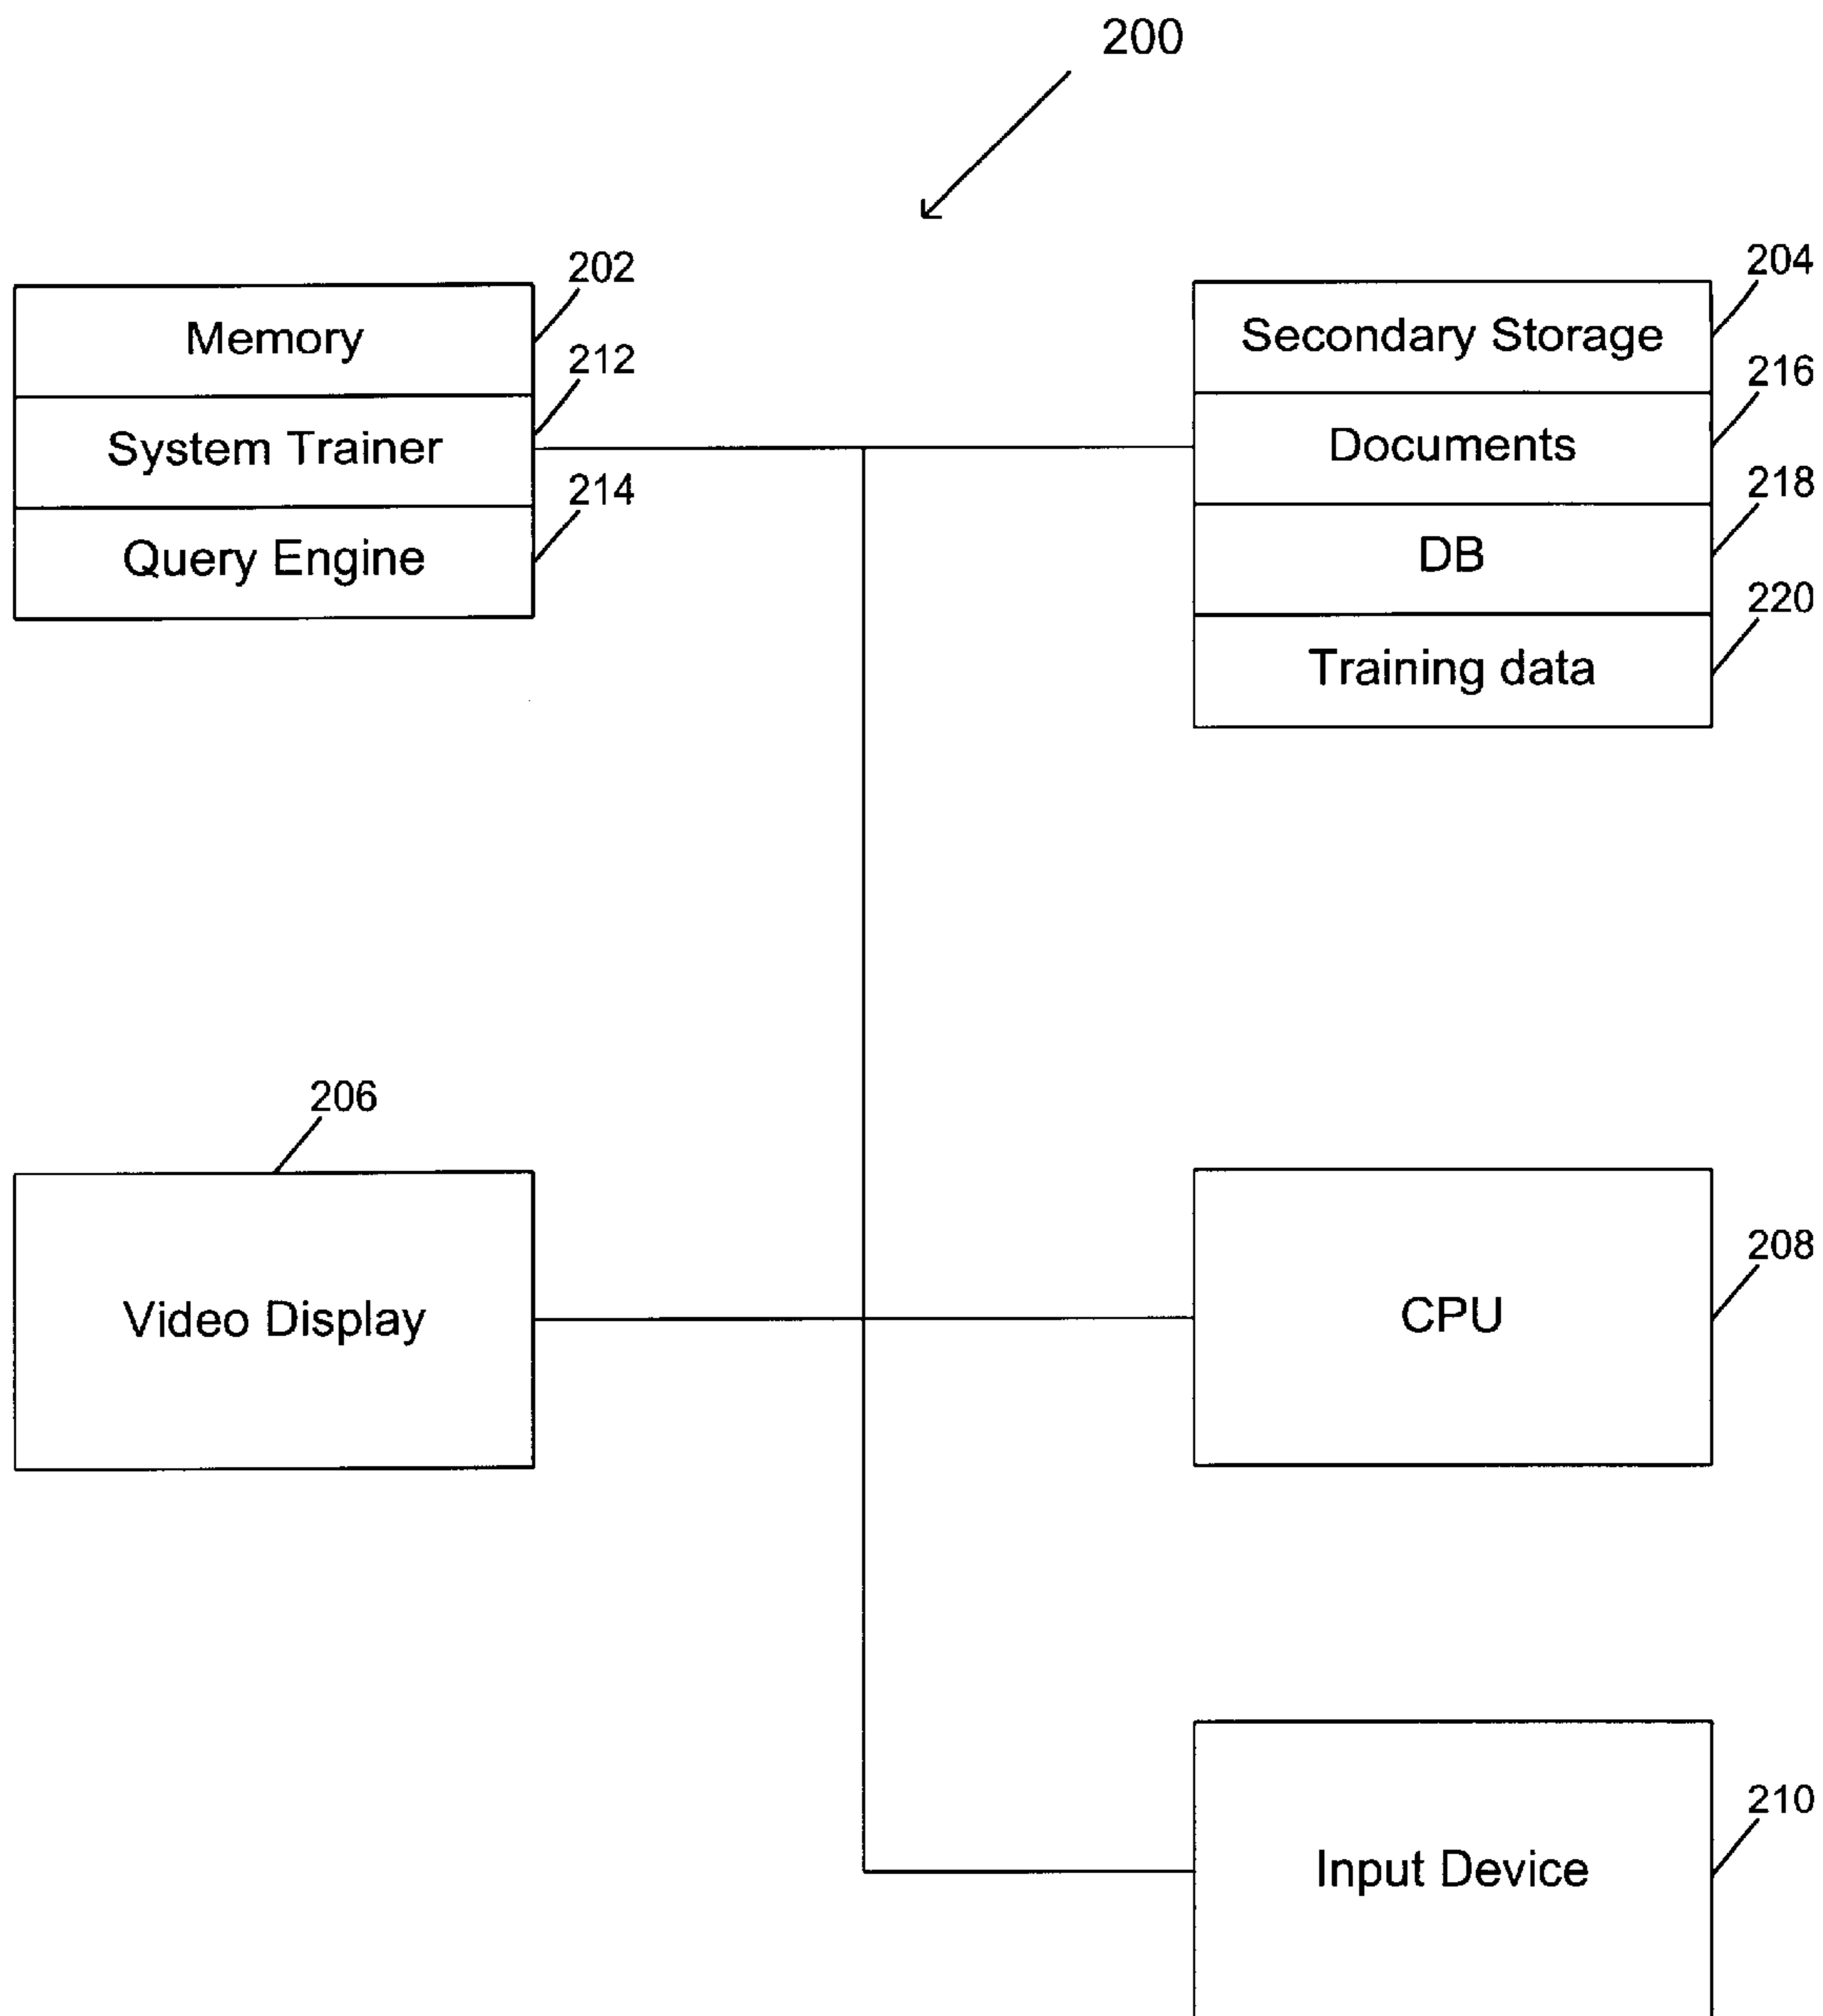 200
202
Memory
212
System Trainer
214
Query Engine
204
Secondary Storage
216
Documents
218
DB
220
Training data
206
Video Display
208
CPU
210
Input Device